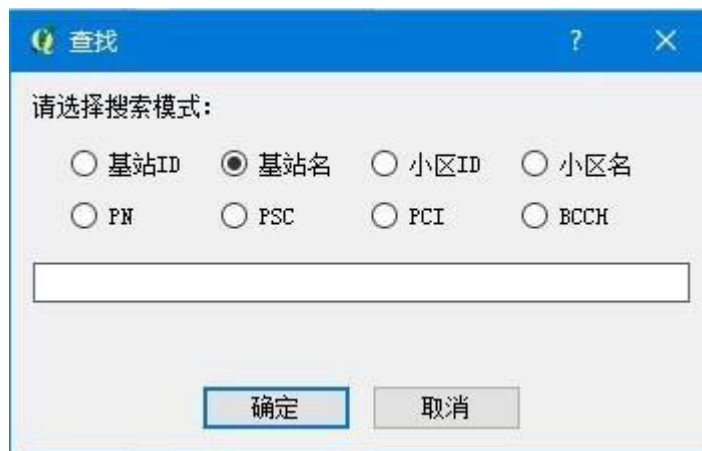 查找
请选择搜索模式:
基站ID 基站名 小区ID 小区名
PN PSC PCI BCCH
确定 取消